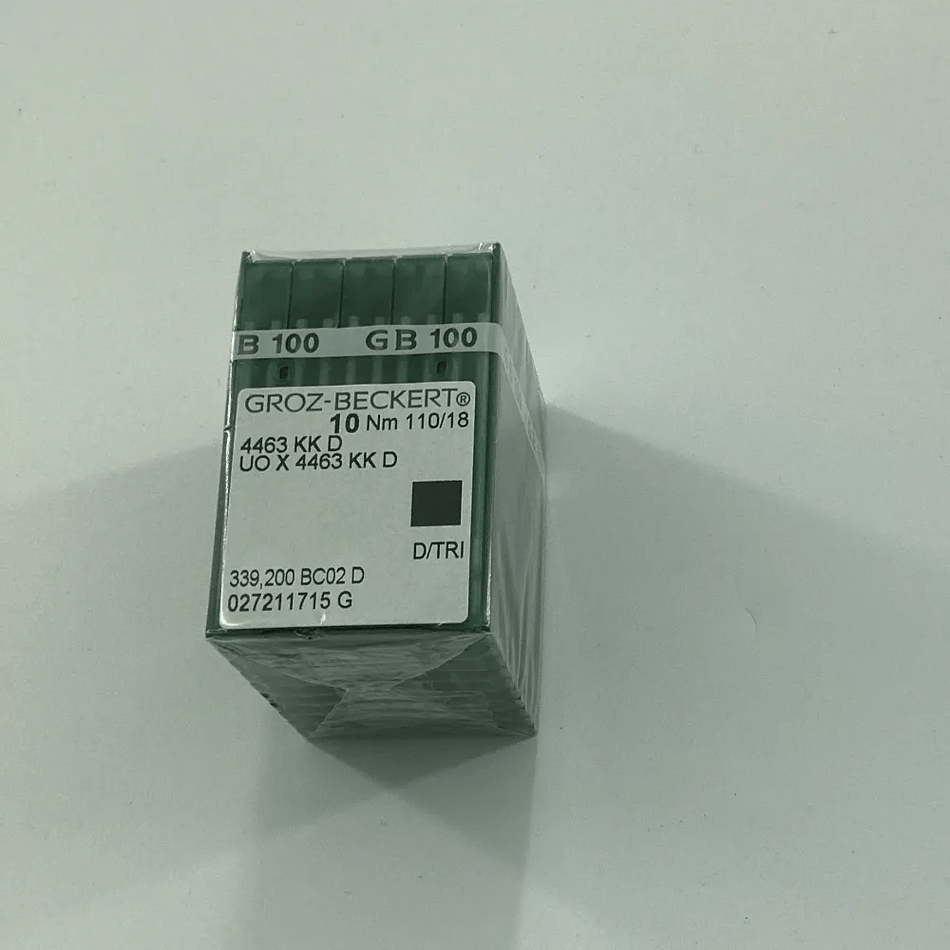 B 100 GB 100
GROZ-BECKERT®
10 Nm 110/18
4463 KK D
UO X 4463 KK D
D/TRI
339,200 BC02 D
027211715 G